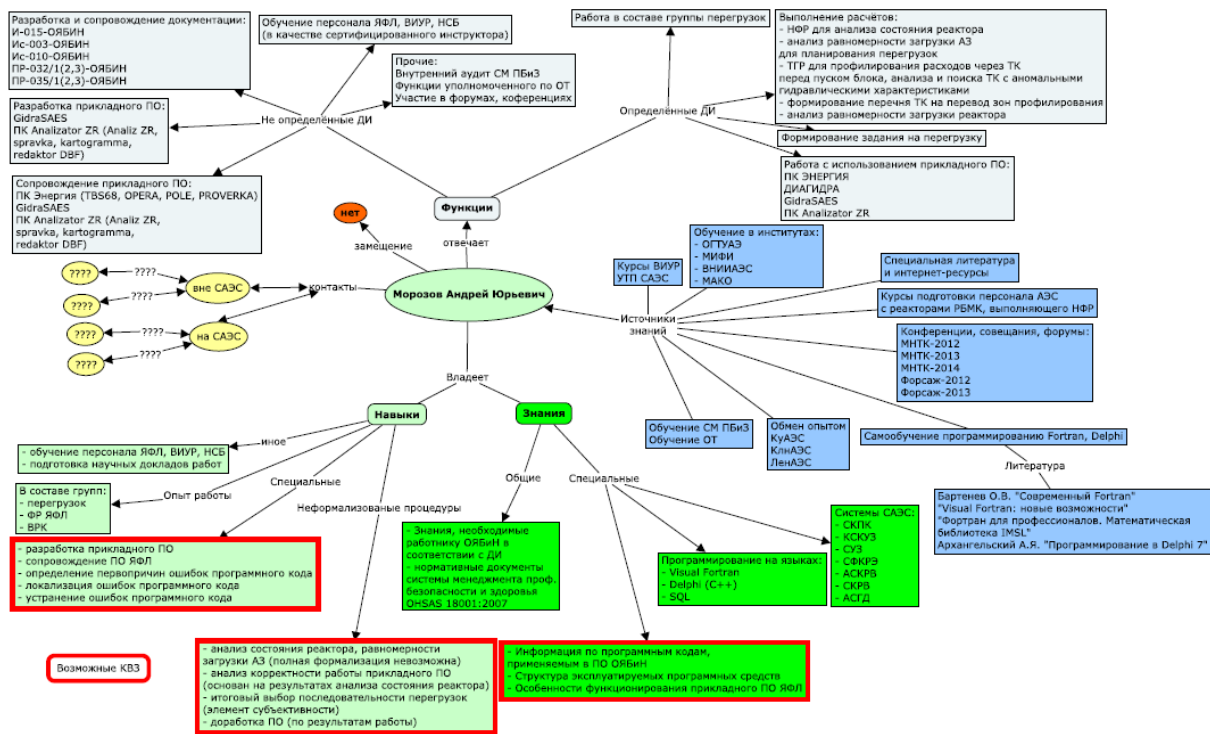 Разработка и сопровождение документации:
И-015-ОЯБИН
Ис-003-ОЯБИН
Ис-010-ОЯБИН
ПР-032/1(2,3)-ОЯБИН
ПР-035/1(2,3)-ОЯБИН
Обучение персонала ЯФЛ, ВИУР, НСБ
(в качестве сертифицированного инструктора)
Прочие:
Внутренний аудит СМ ПБиЗ
Функции уполномоченного по ОТ
Участие в форумах, коференциях
Работа в составе группы перегрузок
Выполнение расчётов:
- НФР для анализа состояния реактора
- анализ равномерности загрузки АЗ
для планирования перегрузок
- ТГР для профилирования расходов через ТК
перед пуском блока, анализа и поиска ТК с аномальными
гидравлическими характеристиками
- формирование перечня ТК на перевод зон профилирования
- анализ равномерности загрузки реактора
Разработка прикладного ПО:
GidraSAES
ПК Analizator ZR (Analiz ZR,
spravka, kartogramma,
redaktor DBF)
Не определённые ДИ
Определённые ДИ
Формирование задания на перегрузку
Работа с использованием прикладного ПО:
ПК ЭНЕРГИЯ
ДИАГИДРА
GidraSAES
ПК Analizator ZR
Сопровождение прикладного ПО:
ПК Энергия (TBS68, OPERA, POLE, PROVERKA)
GidraSAES
ПК Analizator ZR (Analiz ZR,
spravka, kartogramma,
redaktor DBF)
Функции
нет
замещение
отвечает
Морозов Андрей Юрьевич
контакты
вне САЭС
на САЭС
????
????
????
????
????
????
????
????
Курсы ВИУР
УТП САЭС
Обучение в институтах:
- ОГТУАЭ
- МИФИ
- ВНИИАЭС
- МАКО
Специальная литература
и интернет-ресурсы
Курсы подготовки персонала АЭС
с реакторами РБМК, выполняющего НФР
Источники
знаний
Конференции, совещания, форумы:
МНТК-2012
МНТК-2013
МНТК-2014
Форсаж-2012
Форсаж-2013
Обучение СМ ПБиЗ
Обучение ОТ
Обмен опытом
КуАЭС
КлнАЭС
ЛенАЭС
Самообучение программированию Fortran, Delphi
Литература
Бартенев О.В. "Современный Fortran"
"Visual Fortran: новые возможности"
"Фортран для профессионалов. Математическая
библиотека IMSL"
Архангельский А.Я. "Программирование в Delphi 7"
Владеет
Навыки
Знания
иное
- обучение персонала ЯФЛ, ВИУР, НСБ
- подготовка научных докладов работ
Опыт работы
В составе групп:
- перегрузок
- ФР ЯФЛ
- ВРК
Специальные
- разработка прикладного ПО
- сопровождение ПО ЯФЛ
- определение первопричин ошибок программного кода
- локализация ошибок программного кода
- устранение ошибок программного кода
Неформализованые процедуры
- анализ состояния реактора, равномерности
загрузки АЗ (полная формализация невозможна)
- анализ корректности работы прикладного ПО
(основан на результатах анализа состояния реактора)
- итоговый выбор последовательности перегрузок
(элемент субъективности)
- доработка ПО (по результатам работы)
Общие
- Знания, необходимые
работнику ОЯБиН в
соответствии с ДИ
- нормативные документы
системы менеджмента проф.
безопасности и здоровья
OHSAS 18001:2007
Специальные
Программирование на языках:
- Visual Fortran
- Delphi (C++)
- SQL
Системы САЭС:
- СКПК
- КСКУЗ
- СУЗ
- СФКРЭ
- АСКРВ
- СКРВ
- АСГД
- Информация по программным кодам,
применяемым в ПО ОЯБиН
- Структура эксплуатируемых программных средств
- Особенности функционирования прикладного ПО ЯФЛ
Возможные КВЗ